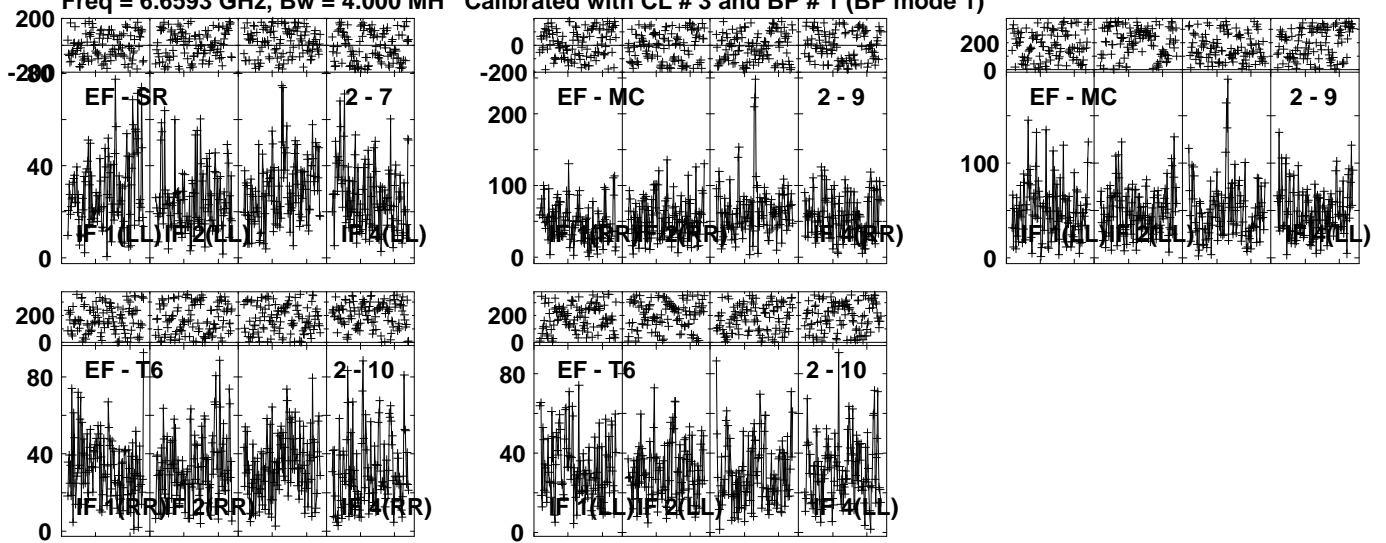 Freq = 6.6593 GHz, Bw = 4.000 MH   Calibrated with CL # 3 and BP # 1 (BP mode 1)
200
0
-200
80
EF - SR
2 - 7
40
0
IF 1(LL)
IF 2(LL)
IF 4(LL)
0
-200
200
EF - MC
2 - 9
100
0
IF 1(RR)
IF 2(RR)
IF 4(RR)
200
0
EF - MC
2 - 9
100
0
IF 1(LL)
IF 2(LL)
IF 4(LL)
200
0
80
EF - T6
2 - 10
40
0
IF 1(RR)
IF 2(RR)
IF 4(RR)
200
0
80
EF - T6
2 - 10
40
0
IF 1(LL)
IF 2(LL)
IF 4(LL)